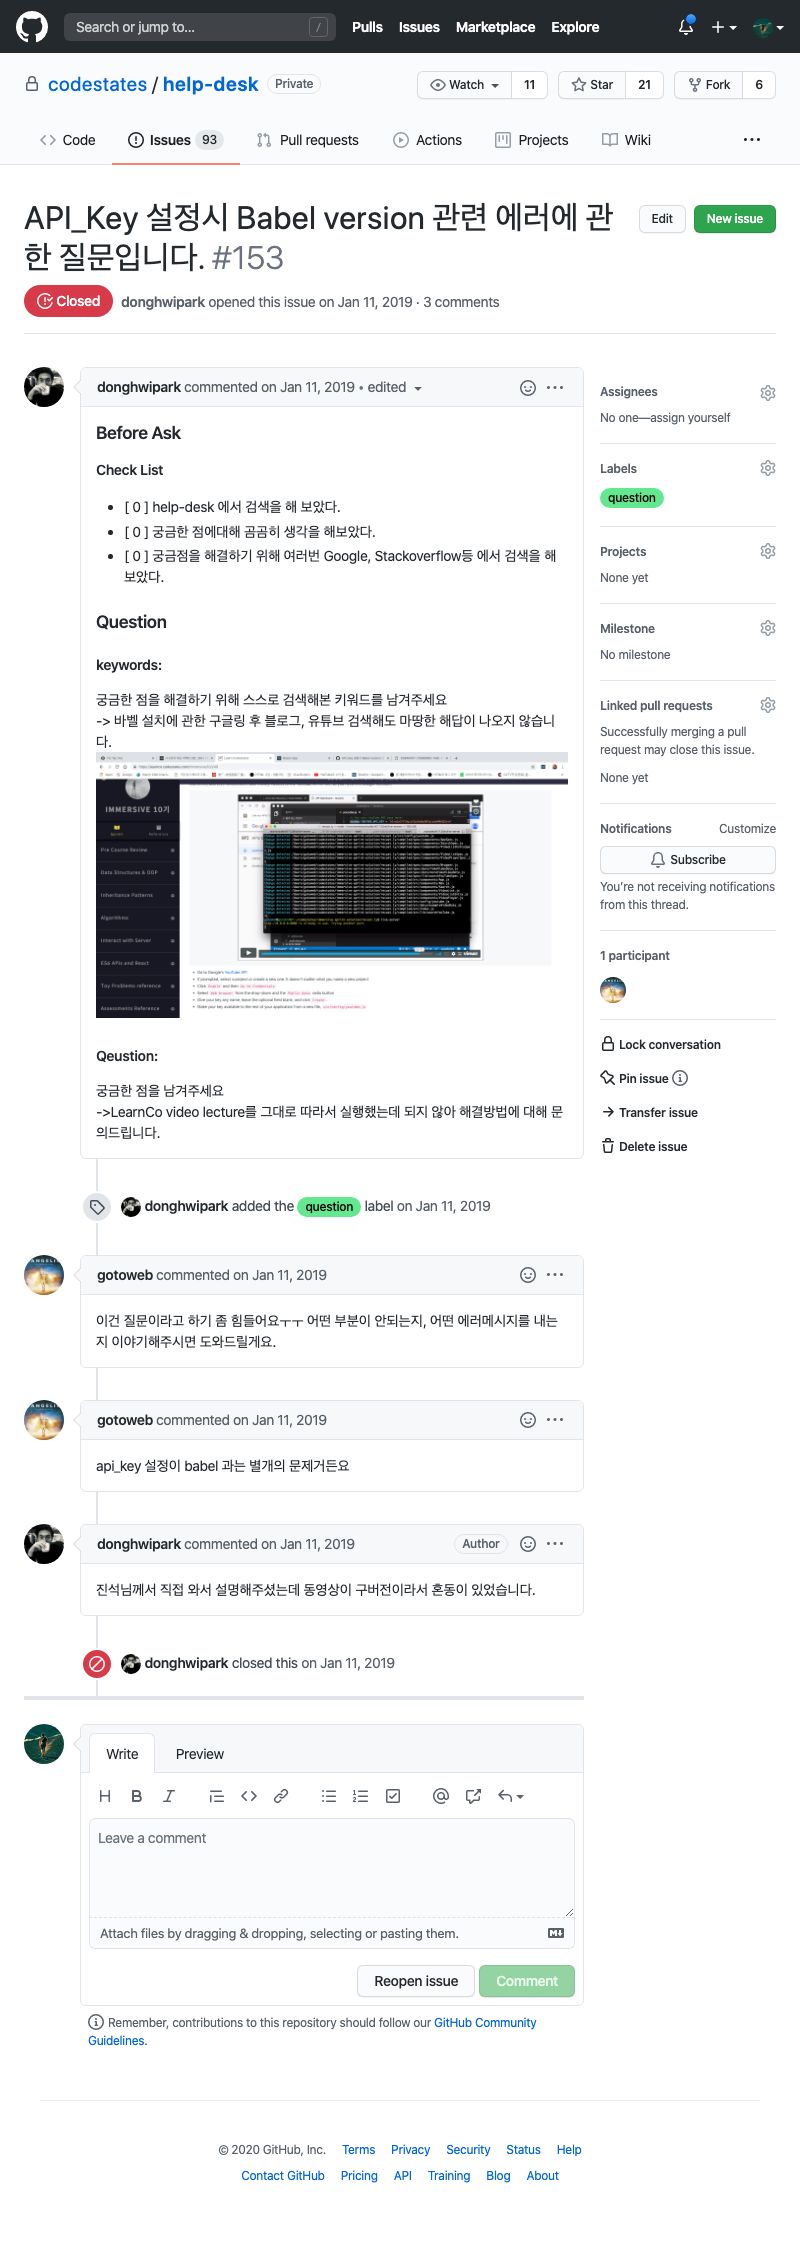 Search or jump to...
/
Pulls Issues Marketplace Explore
codestates / help-desk Private
Watch 11 Star 21 Fork 6
Code Issues 93 Pull requests Actions Projects Wiki
API_Key 설정시 Babel version 관련 에러에 관
한 질문입니다. #153
Edit New issue
Closed donghwipark opened this issue on Jan 11, 2019 · 3 comments
donghwipark commented on Jan 11, 2019 • edited
Before Ask
Check List
[ 0 ] help-desk 에서 검색을 해 보았다.
[ 0 ] 궁금한 점에대해 곰곰히 생각을 해보았다.
[ 0 ] 궁금점을 해결하기 위해 여러번 Google, Stackoverflow등 에서 검색을 해
보았다.
Question
keywords:
궁금한 점을 해결하기 위해 스스로 검색해본 키워드를 남겨주세요
-> 바벨 설치에 관한 구글링 후 블로그, 유튜브 검색해도 마땅한 해답이 나오지 않습니
다.
IMMERSIVE 10기
Pre Course Review
Data Structures & OOP
Inheritance Patterns
Algorithms
Interact with Server
ES6 APIs and React
Toy Problems reference
Assessments Reference
Qeustion:
궁금한 점을 남겨주세요
->LearnCo video lecture를 그대로 따라서 실행했는데 되지 않아 해결방법에 대해 문
의드립니다.
donghwipark added the question label on Jan 11, 2019
gotoweb commented on Jan 11, 2019
이건 질문이라고 하기 좀 힘들어요ㅜㅜ 어떤 부분이 안되는지, 어떤 에러메시지를 내는
지 이야기해주시면 도와드릴게요.
gotoweb commented on Jan 11, 2019
api_key 설정이 babel 과는 별개의 문제거든요
donghwipark commented on Jan 11, 2019 Author
진석님께서 직접 와서 설명해주셨는데 동영상이 구버전이라서 혼동이 있었습니다.
donghwipark closed this on Jan 11, 2019
Assignees
No one—assign yourself
Labels
question
Projects
None yet
Milestone
No milestone
Linked pull requests
Successfully merging a pull
request may close this issue.
None yet
Notifications Customize
Subscribe
You're not receiving notifications
from this thread.
1 participant
Lock conversation
Pin issue
Transfer issue
Delete issue
Write Preview
Leave a comment
Attach files by dragging & dropping, selecting or pasting them.
Reopen issue Comment
Remember, contributions to this repository should follow our GitHub Community
Guidelines.
© 2020 GitHub, Inc. Terms Privacy Security Status Help
Contact GitHub Pricing API Training Blog About